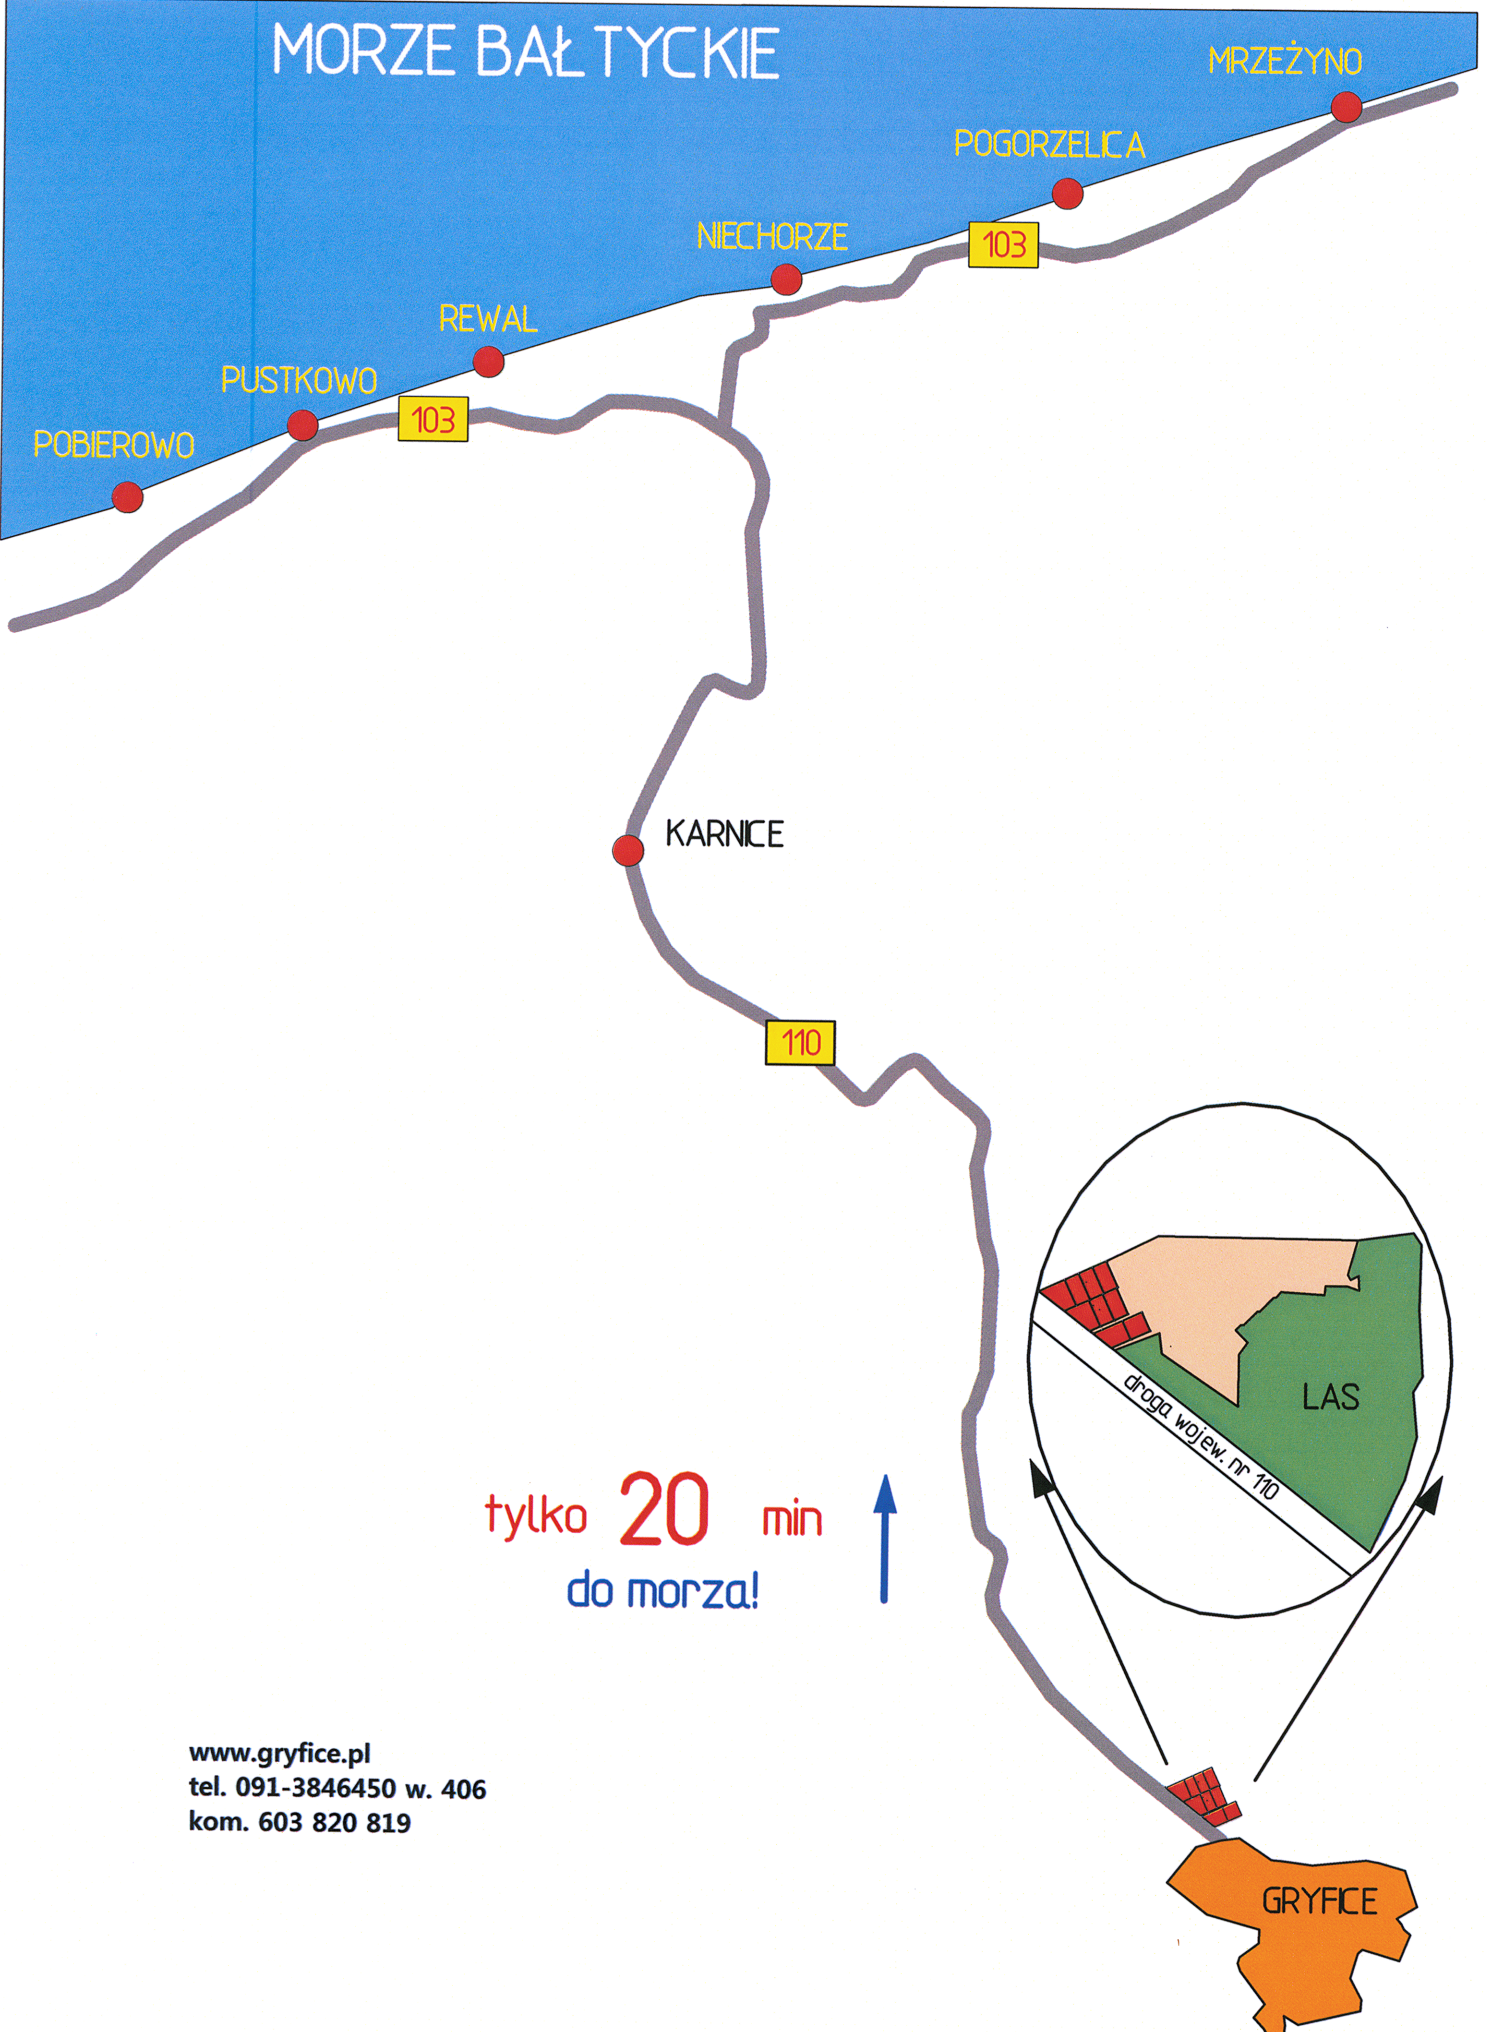 MORZE BAŁTYCKIE
MRZEŻYNO
POGORZELICA
NIECHORZE
103
REWAL
PUSTKOWO
103
POBIEROWO
KARNICE
110
LAS
droga wojew. nr 110
tylko 20 min
do morza!
www.gryfice.pl
tel. 091-3846450 w. 406
kom. 603 820 819
GRYFICE